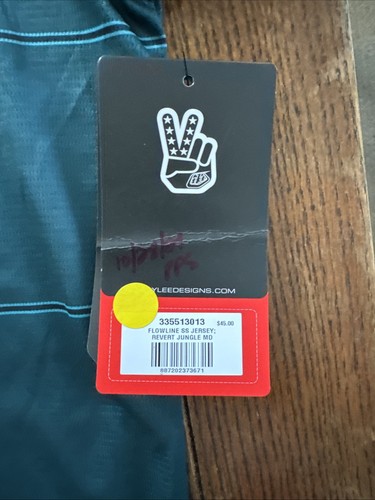 YLEEDESIGNS.COM
335513013 $45.00
FLOWLINE SS JERSEY;
REVERT JUNGLE MD
887202373671